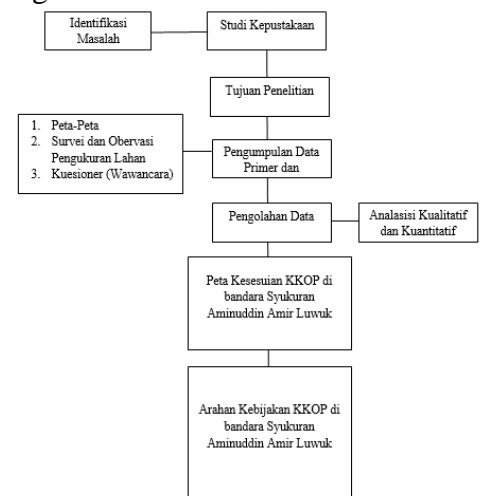 Identifikasi
Masalah
Studi Kepustakaan
Tujuan Penelitian
1. Peta-Peta
2. Survei dan Obervasi
Pengukuran Lahan
3. Kuesioner (Wawancara)
Pengumpulan Data
Primer dan
Pengolahan Data
Analasisi Kualitatif
dan Kuantitatif
Peta Kesesuian KKOP di
bandara Syukuran
Aminuddin Amir Luwuk
Arahan Kebijakan KKOP di
bandara Syukuran
Aminuddin Amir Luwuk